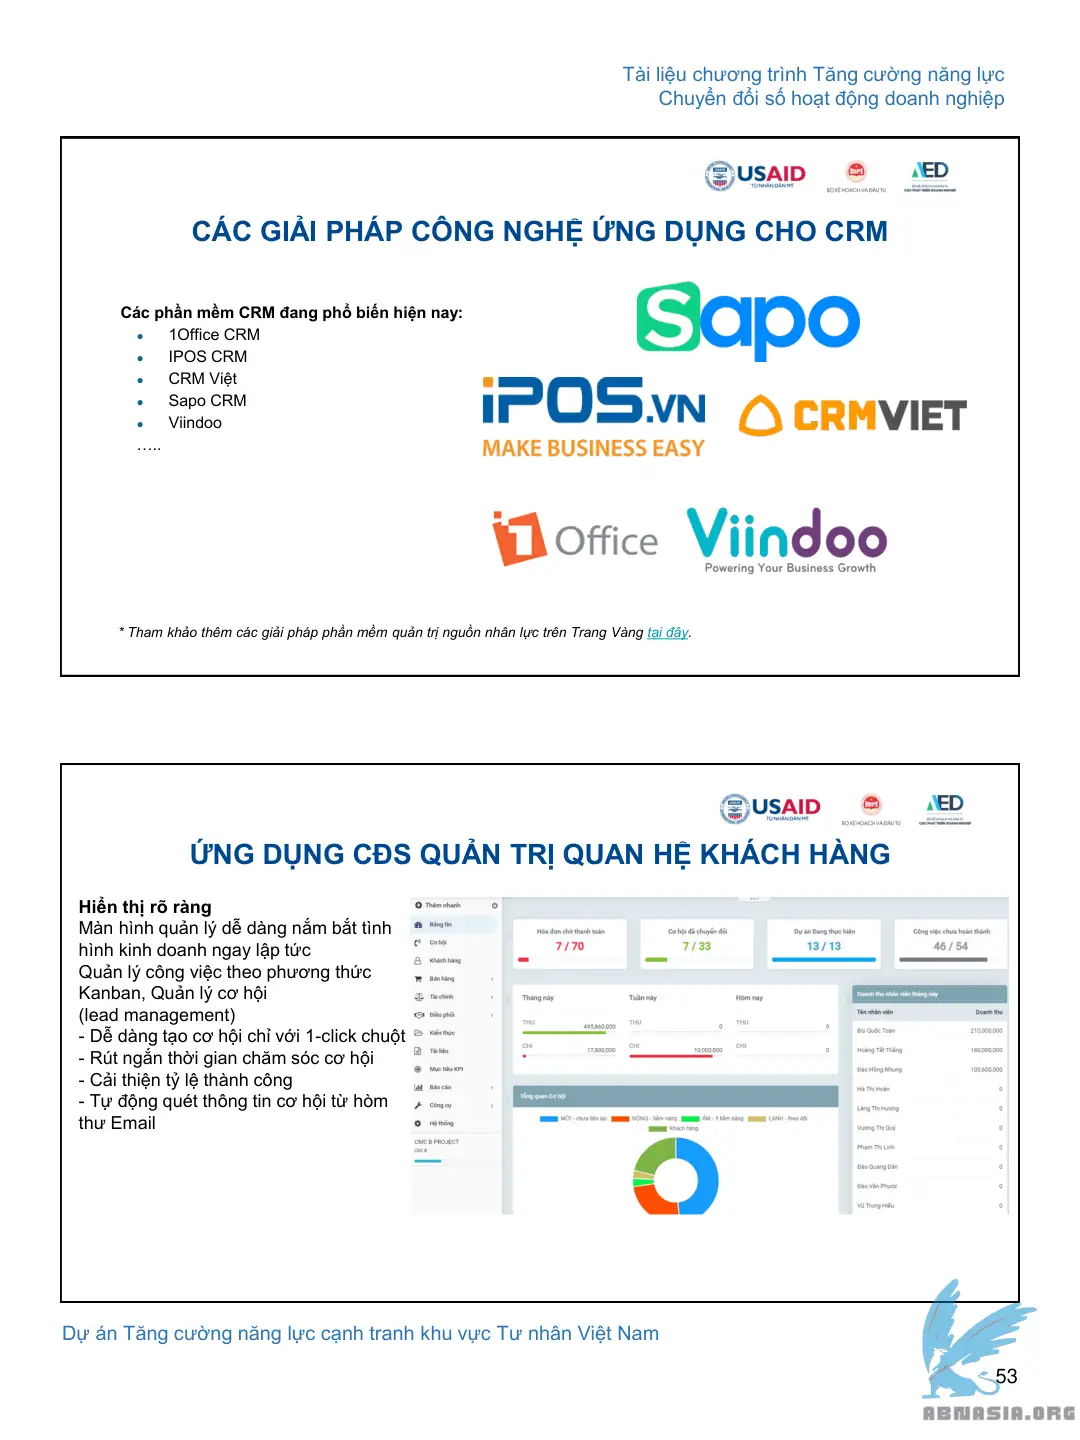 Tài liệu chương trình Tăng cường năng lực
Chuyển đổi số hoạt động doanh nghiệp
USAID
TỪ NHÂN DÂN MỸ
BỘ KẾ HOẠCH VÀ ĐẦU TƯ
AED
CỤC PHÁT TRIỂN DOANH NGHIỆP
CÁC GIẢI PHÁP CÔNG NGHỆ ỨNG DỤNG CHO CRM
Các phần mềm CRM đang phổ biến hiện nay:
• 1Office CRM
• IPOS CRM
• CRM Việt
• Sapo CRM
• Viindoo
…..
Sapo
iPOS.VN
MAKE BUSINESS EASY
CRMVIET
1 Office
Viindoo
Powering Your Business Growth
* Tham khảo thêm các giải pháp phần mềm quản trị nguồn nhân lực trên Trang Vàng tại đây.
USAID
TỪ NHÂN DÂN MỸ
BỘ KẾ HOẠCH VÀ ĐẦU TƯ
AED
CỤC PHÁT TRIỂN DOANH NGHIỆP
ỨNG DỤNG CĐS QUẢN TRỊ QUAN HỆ KHÁCH HÀNG
Hiển thị rõ ràng
Màn hình quản lý dễ dàng nắm bắt tình
hình kinh doanh ngay lập tức
Quản lý công việc theo phương thức
Kanban, Quản lý cơ hội
(lead management)
- Dễ dàng tạo cơ hội chỉ với 1-click chuột
- Rút ngắn thời gian chăm sóc cơ hội
- Cải thiện tỷ lệ thành công
- Tự động quét thông tin cơ hội từ hòm
thư Email
Thêm nhanh
Bảng tin
Cơ hội
Khách hàng
Bán hàng
Tài chính
Điều phối
Kiến thức
Tài liệu
Mục tiêu KPI
Báo cáo
Công cụ
Hệ thống
CMC B PROJECT
CMC B
Hóa đơn chờ thanh toán
7 / 70
Cơ hội đã chuyển đổi
7 / 33
Dự án Đang thực hiện
13 / 13
Công việc chưa hoàn thành
46 / 54
Tháng này
THU
495,860,000
CHI
17,800,000
Tuần này
THU
0
CHI
10,000,000
Hôm nay
THU
0
CHI
0
Doanh thu nhân viên tháng này
Tên nhân viên Doanh thu
Bùi Quốc Toàn 210,000,000
Hoàng Tất Thắng 180,000,000
Đào Hồng Nhung 103,600,000
Hà Thị Hoàn 0
Làng Thị Hương 0
Vương Thị Quý 0
Phạm Thị Linh 0
Đào Quang Dân 0
Đào Văn Phước 0
Vũ Trung Hiếu 0
Tổng quan Cơ hội
MỚI - chưa liên lạc
NÓNG - tiềm năng
ẤM - ít tiềm năng
LẠNH - theo dõi
Khách hàng
Dự án Tăng cường năng lực cạnh tranh khu vực Tư nhân Việt Nam
53
ABNASIA.ORG